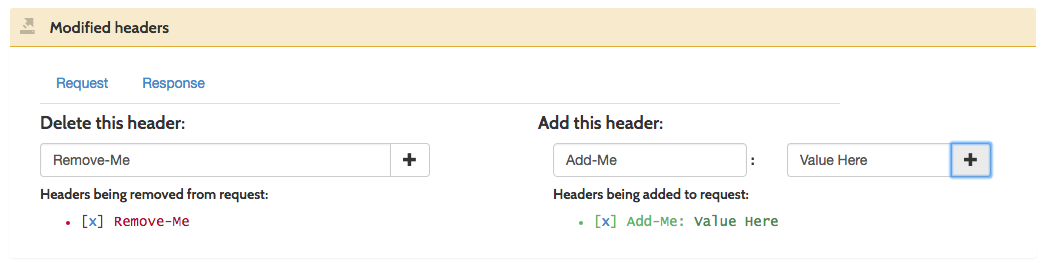 Modified headers
Request Response
Delete this header:
Remove-Me +
Headers being removed from request:
[x] Remove-Me
Add this header:
Add-Me : Value Here +
Headers being added to request:
[x] Add-Me: Value Here